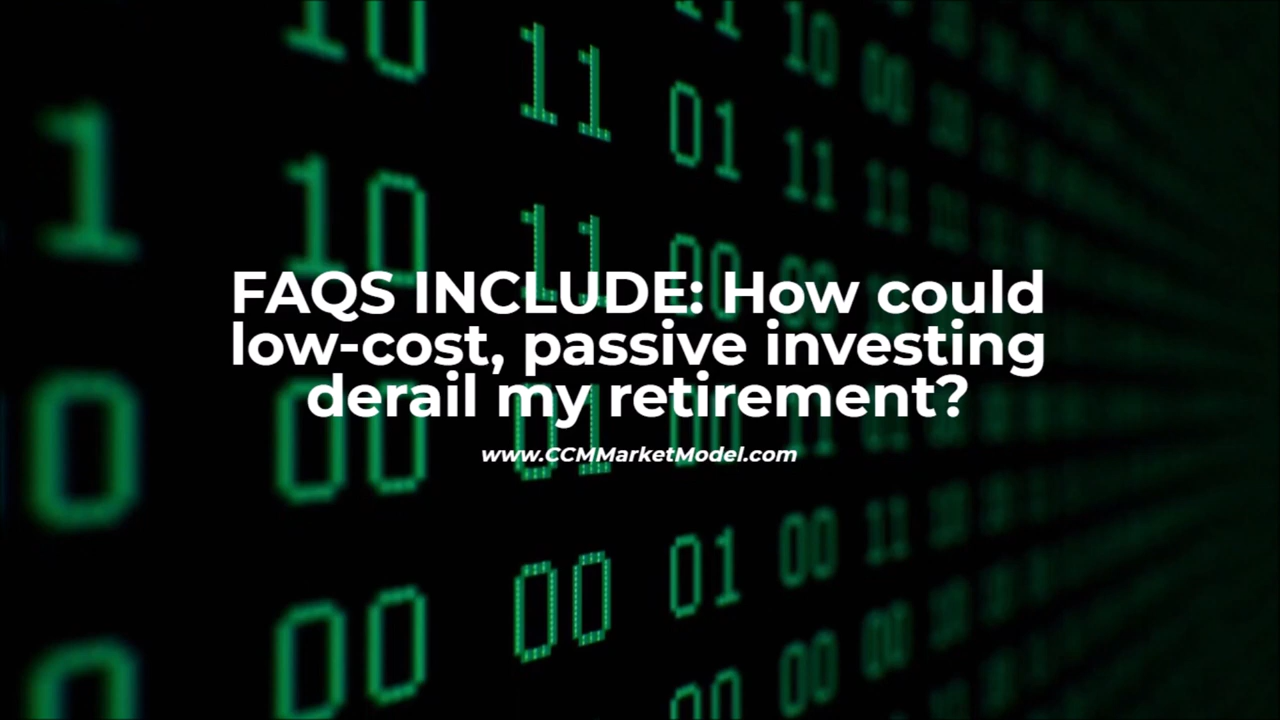 FAQS INCLUDE: How could
low-cost, passive investing
derail my retirement?
www.CCMMarketModel.com